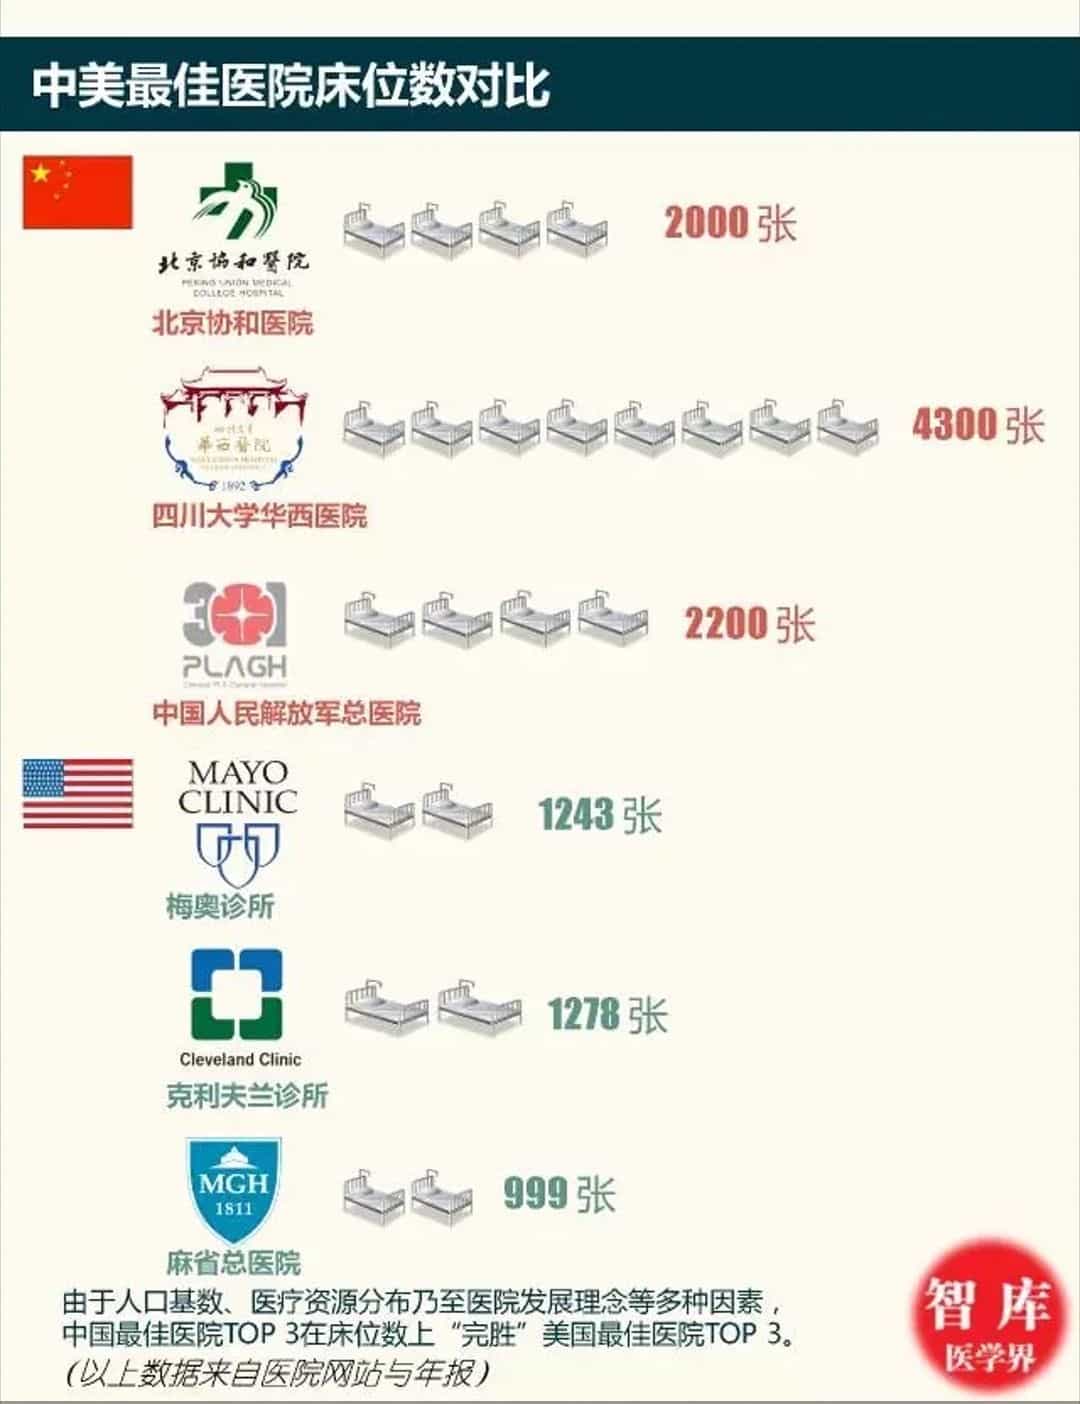 中美最佳医院床位数对比
北京协和醫院
PEKING UNION MEDICAL
COLLEGE HOSPITAL
北京协和医院
2000 张
華西醫院
1892
四川大学华西医院
4300 张
301
PLAGH
中国人民解放军总医院
2200 张
MAYO
CLINIC
梅奥诊所
1243 张
Cleveland Clinic
克利夫兰诊所
1278 张
MGH
1811
麻省总医院
999 张
由于人口基数、医疗资源分布乃至医院发展理念等多种因素，
中国最佳医院TOP 3在床位数上“完胜”美国最佳医院TOP 3。
(以上数据来自医院网站与年报)
智库
医学界